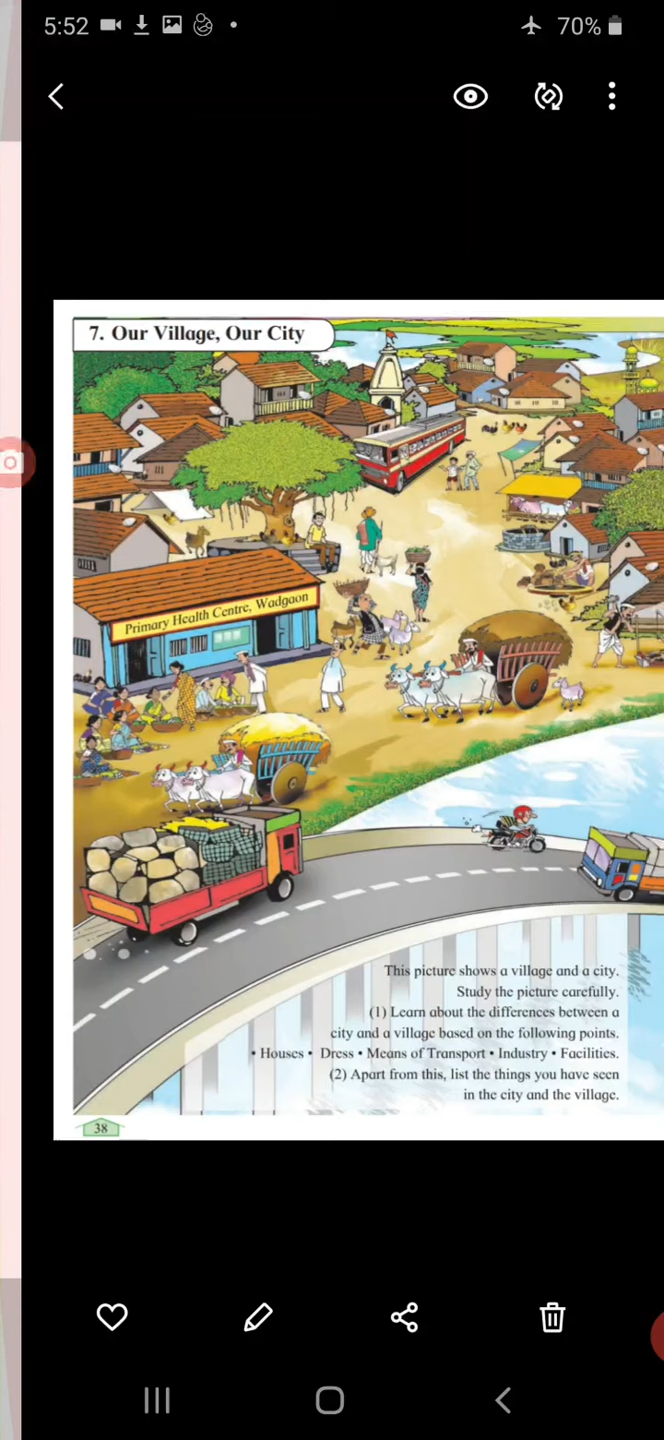 5:52
70%
7. Our Village, Our City
Primary Health Centre, Wadgaon
This picture shows a village and a city.
Study the picture carefully.
(1) Learn about the differences between a
city and a village based on the following points.
• Houses • Dress • Means of Transport • Industry • Facilities.
(2) Apart from this, list the things you have seen
in the city and the village.
38